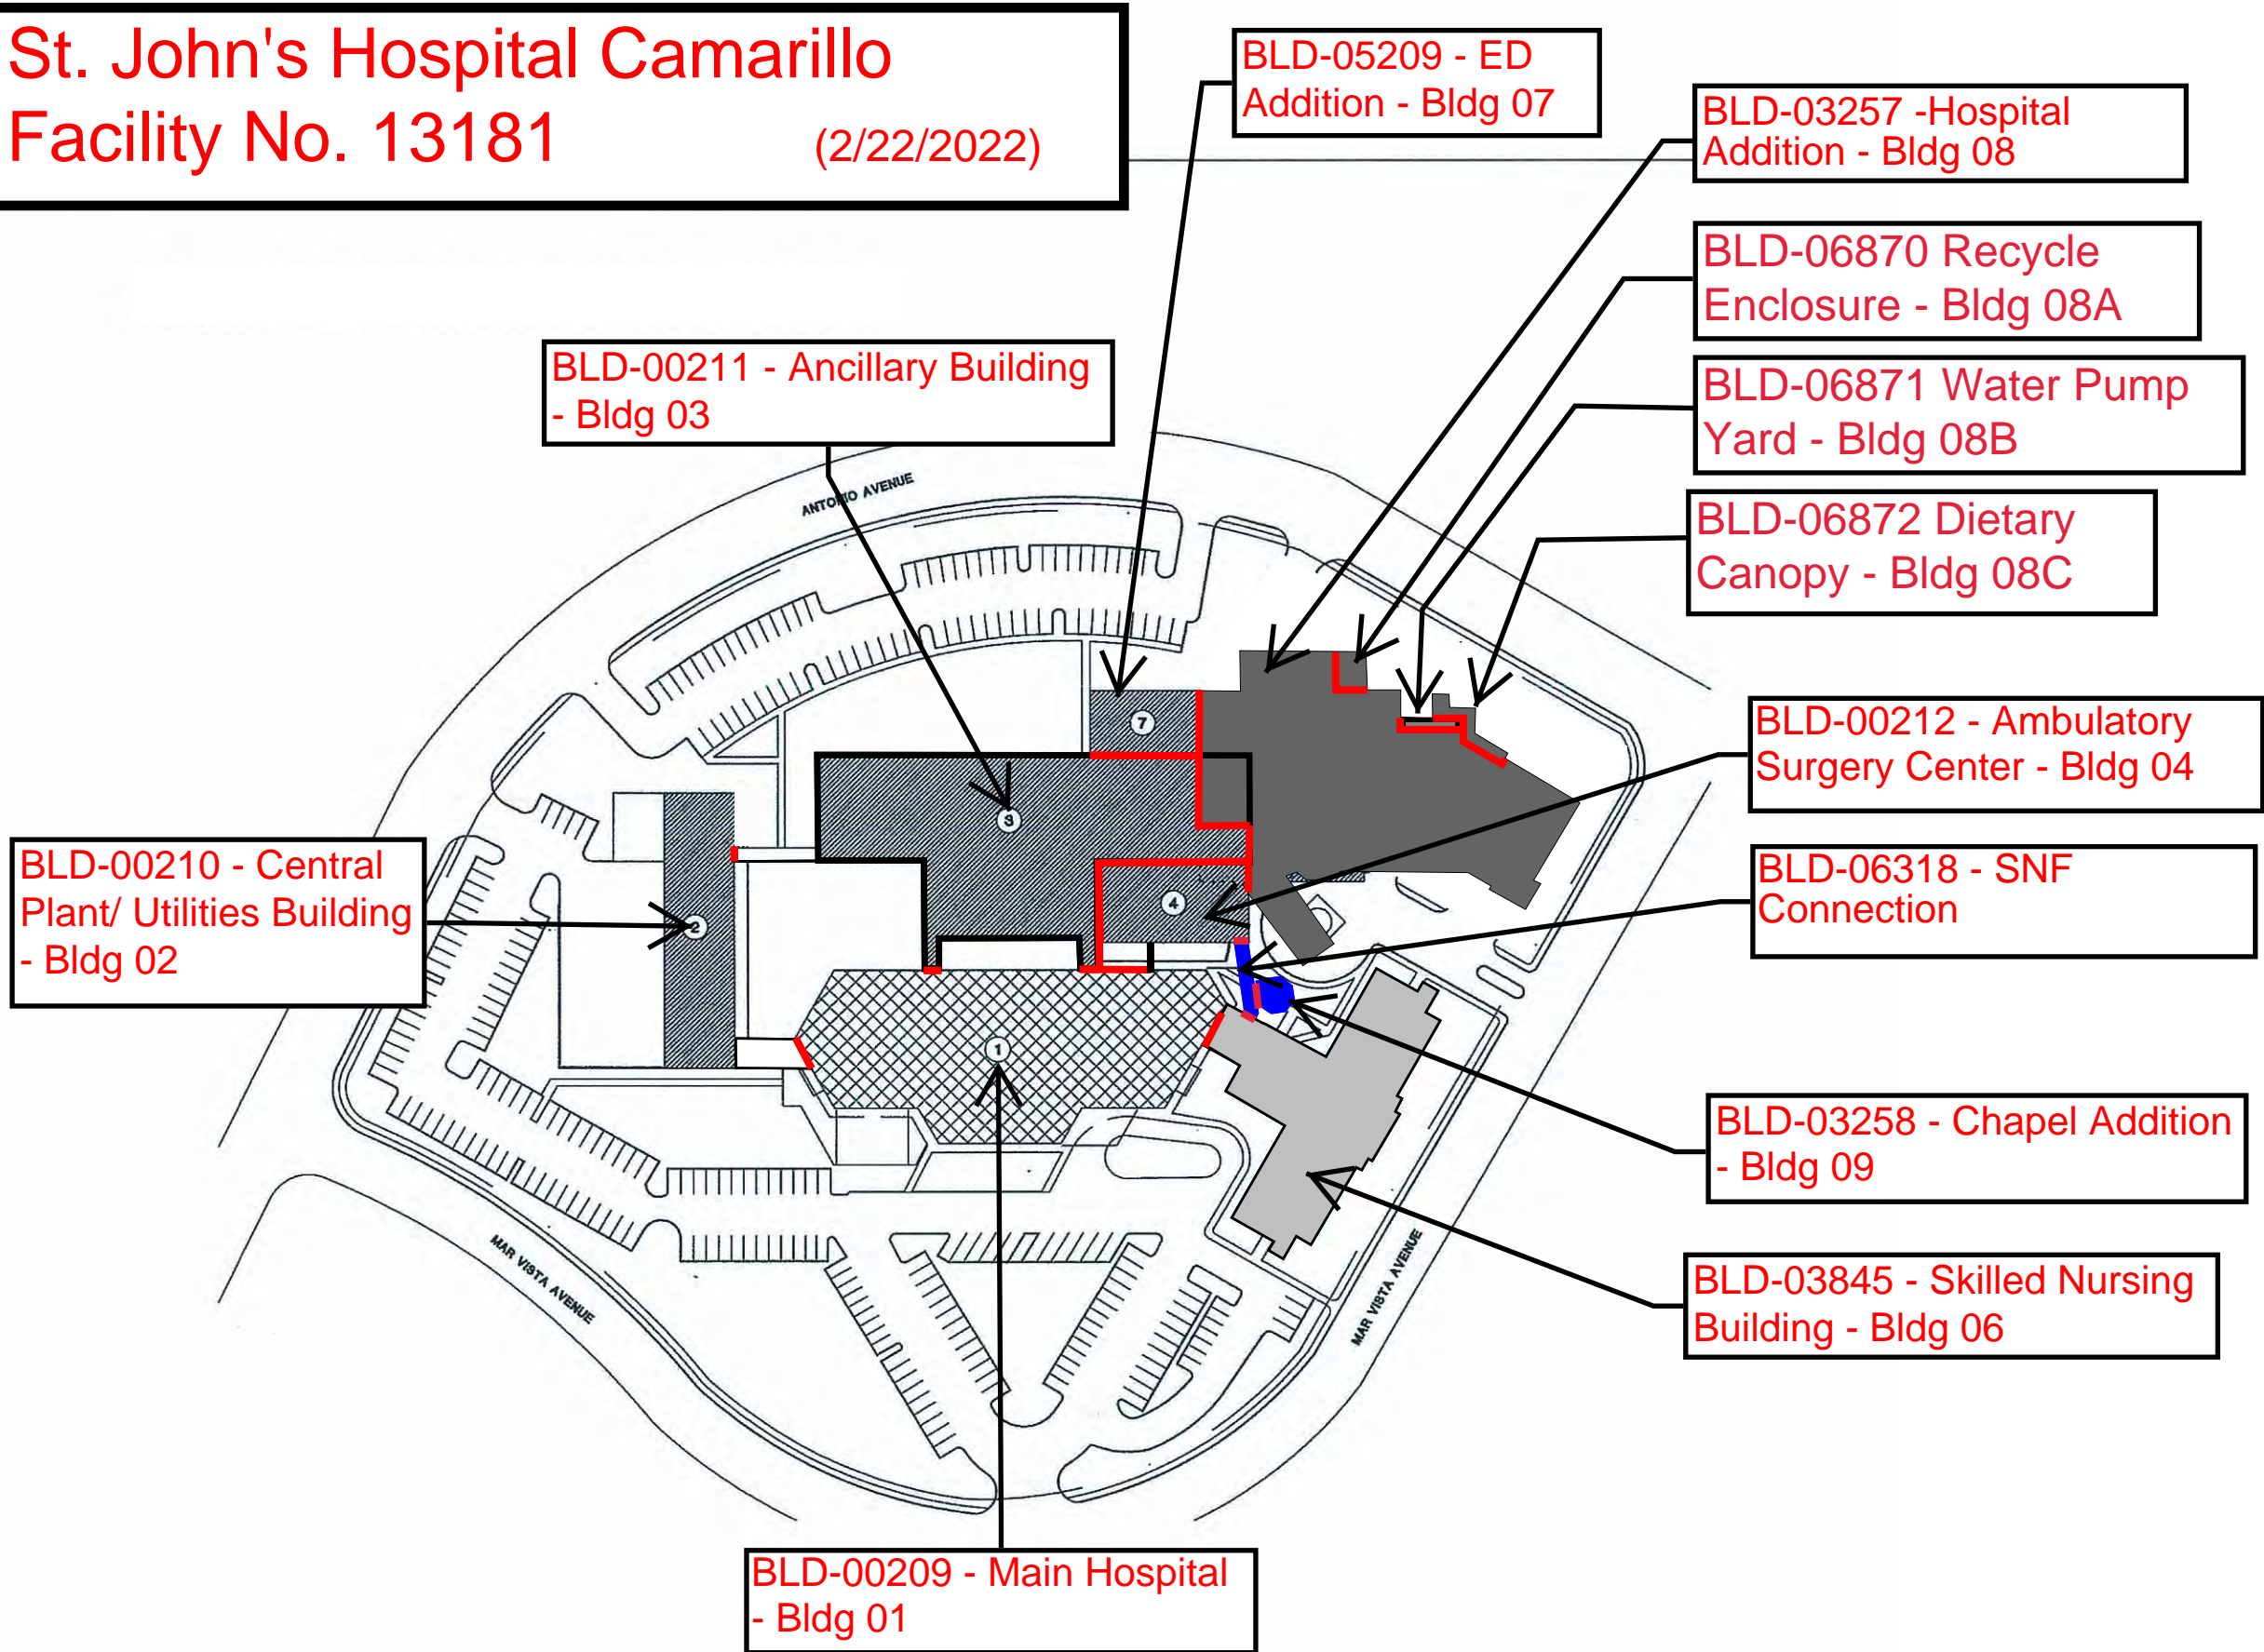 St. John's Hospital Camarillo
Facility No. 13181 (2/22/2022)
BLD-05209 - ED
Addition - Bldg 07
BLD-03257 -Hospital
Addition - Bldg 08
BLD-06870 Recycle
Enclosure - Bldg 08A
BLD-00211 - Ancillary Building
- Bldg 03
BLD-06871 Water Pump
Yard - Bldg 08B
BLD-06872 Dietary
Canopy - Bldg 08C
ANTONIO AVENUE
7
BLD-00212 - Ambulatory
Surgery Center - Bldg 04
3
BLD-00210 - Central
Plant/ Utilities Building
- Bldg 02
BLD-06318 - SNF
Connection
4
2
1
BLD-03258 - Chapel Addition
- Bldg 09
MAR VISTA AVENUE
MAR VISTA AVENUE
BLD-03845 - Skilled Nursing
Building - Bldg 06
BLD-00209 - Main Hospital
- Bldg 01